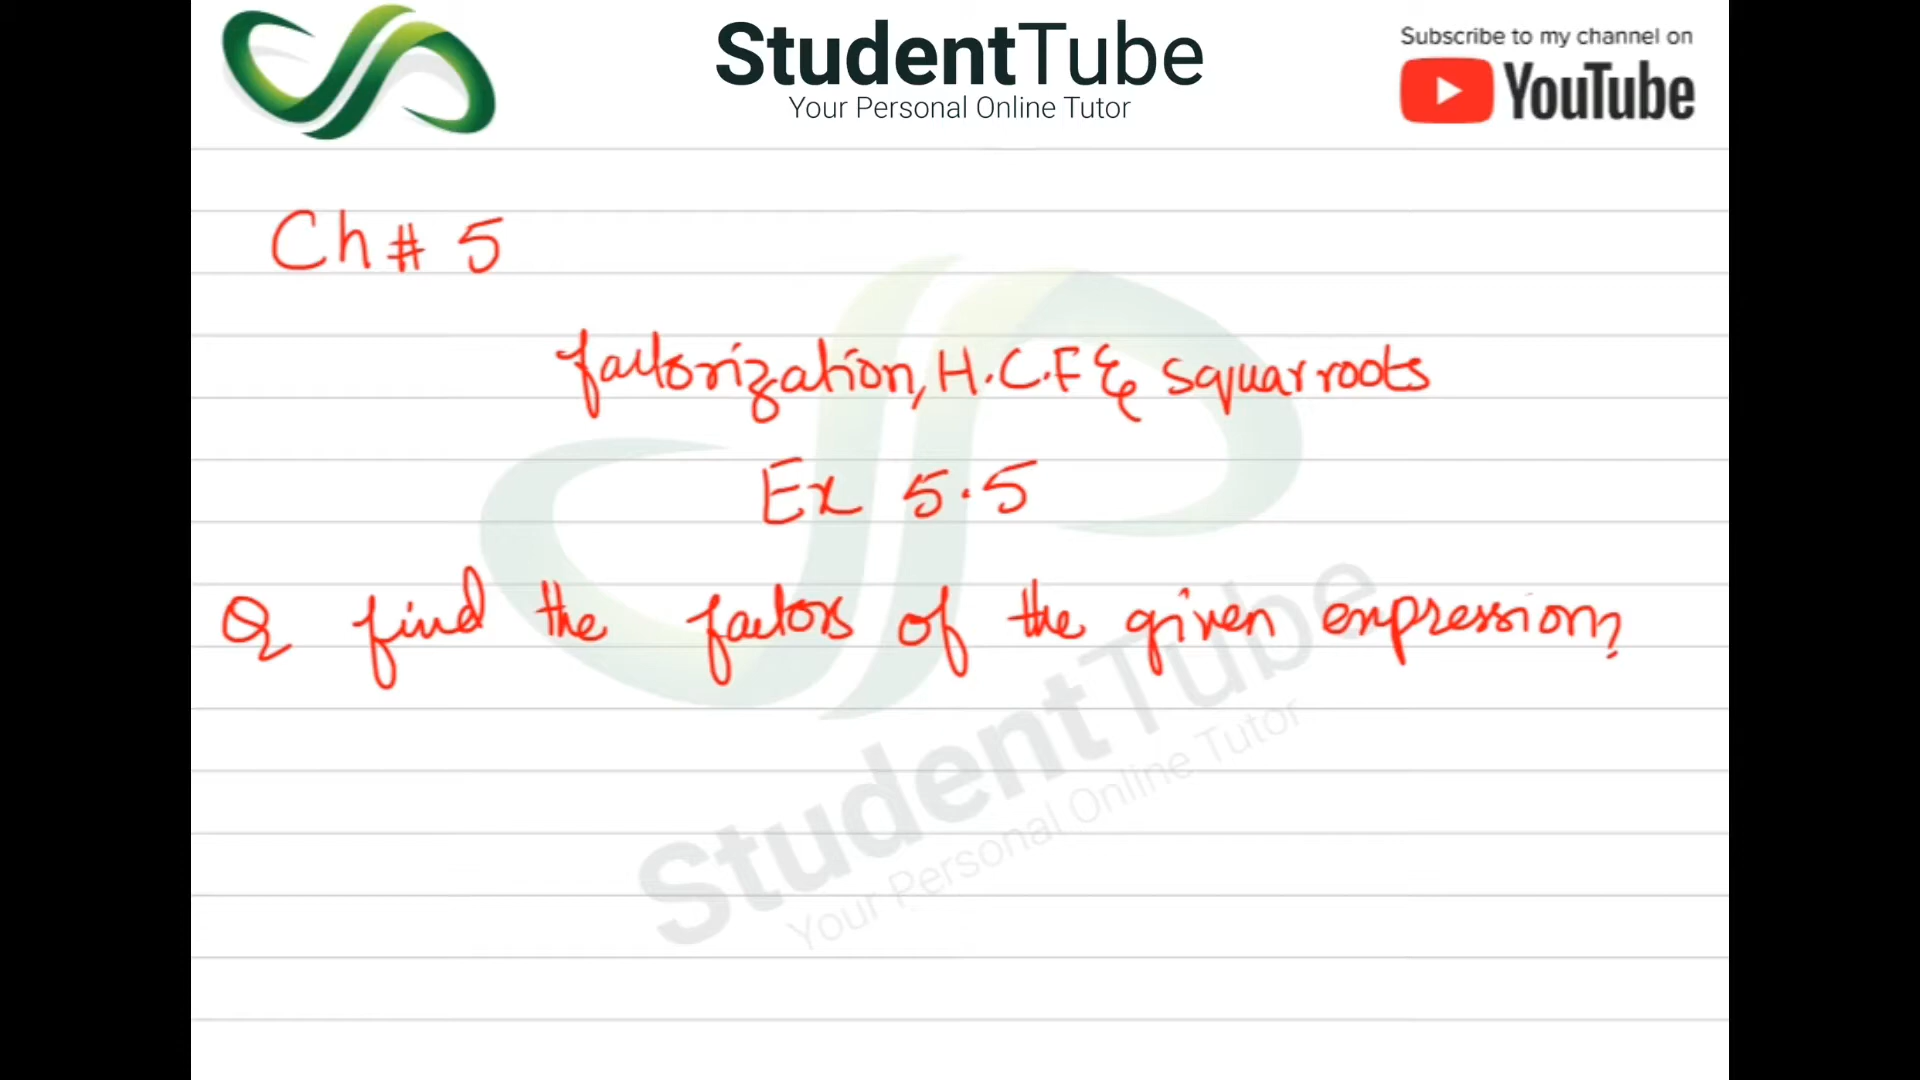 StudentTube
Your Personal Online Tutor
Subscribe to my channel on
YouTube
Ch # 5
factorization, H.C.F & squar roots
Ex 5.5
Q find the factors of the given expression?
StudentTube
Your Personal Online Tutor